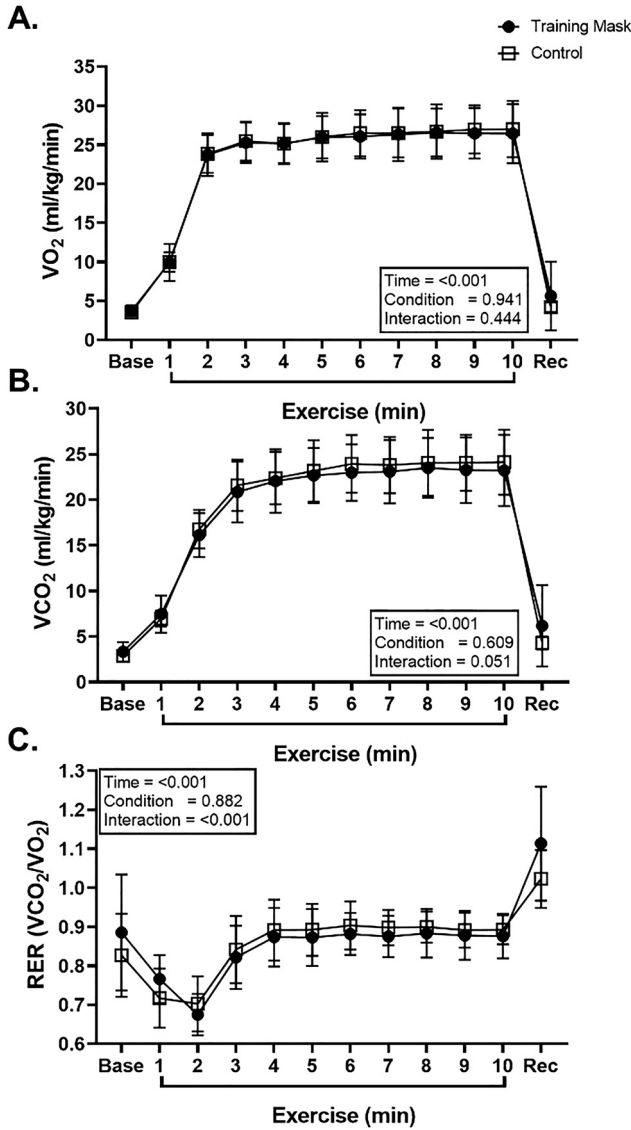 A.
Training Mask
Control
35
30
25
20
15
10
5
0
VO2 (ml/kg/min)
Time = <0.001
Condition = 0.941
Interaction = 0.444
Base 1 2 3 4 5 6 7 8 9 10 Rec
Exercise (min)
B.
30
25
20
15
10
5
0
VCO2 (ml/kg/min)
Time = <0.001
Condition = 0.609
Interaction = 0.051
Base 1 2 3 4 5 6 7 8 9 10 Rec
Exercise (min)
C.
1.3
1.2
1.1
1.0
0.9
0.8
0.7
0.6
RER (VCO2/VO2)
Time = <0.001
Condition = 0.882
Interaction = <0.001
Base 1 2 3 4 5 6 7 8 9 10 Rec
Exercise (min)